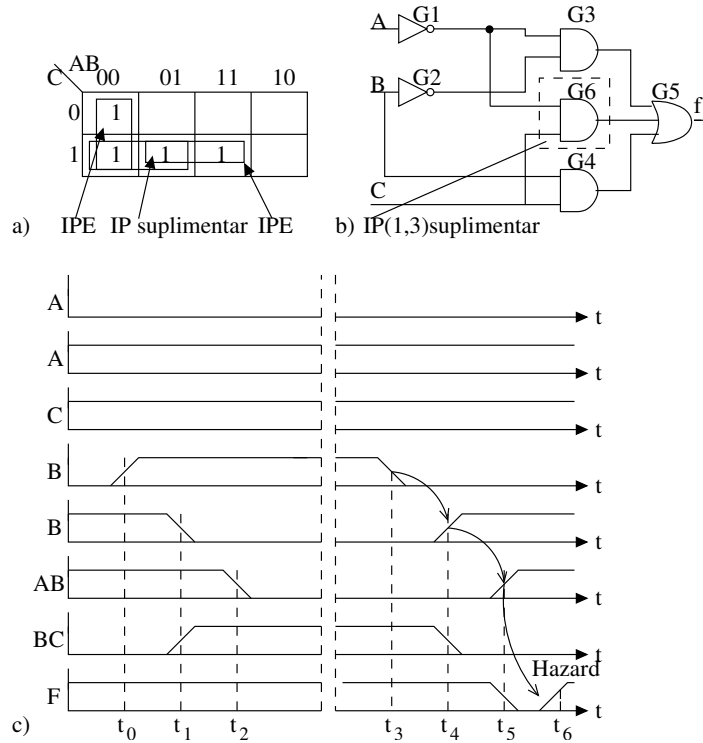 AB
C 00 01 11 10
0 1
1 1 1 1
a) IPE IP suplimentar IPE
A G1 G3
B G2 G6 G5
f
G4
C
b) IP(1,3)suplimentar
A t
A t
C t
B t
B t
AB t
BC t
Hazard
F t
c) t0 t1 t2 t3 t4 t5 t6